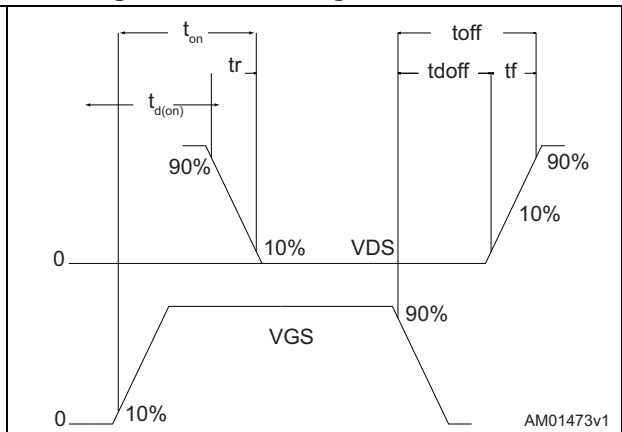 ton
toff
tr
tdoff
tf
td(on)
90%
90%
10%
10%
VDS
0
90%
VGS
10%
0
AM01473v1